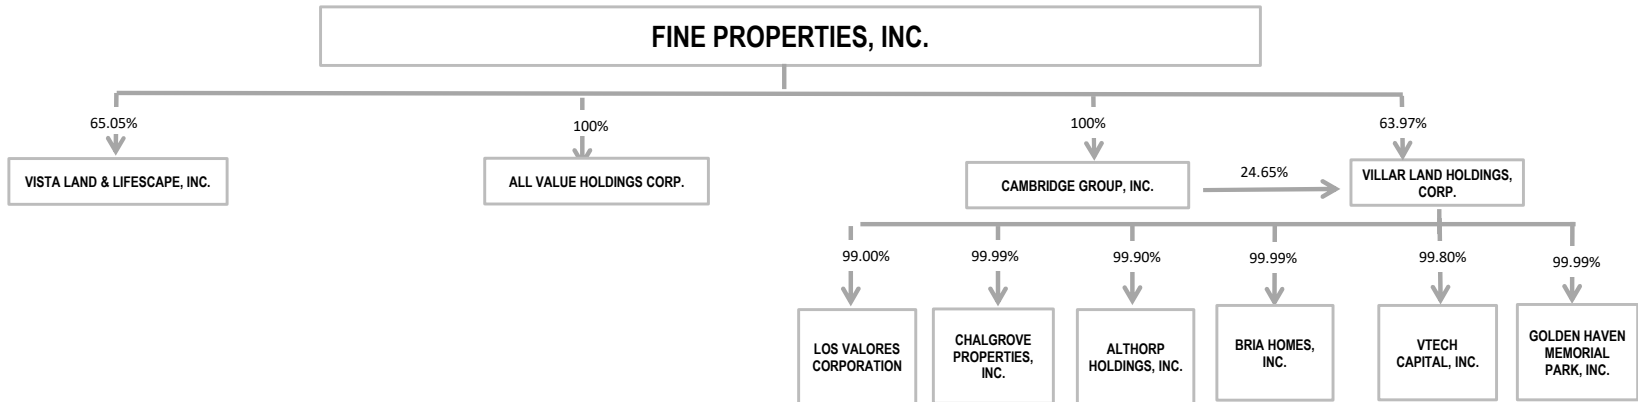 FINE PROPERTIES, INC.
65.05%
100%
100%
63.97%
VISTA LAND & LIFESCAPE, INC.
ALL VALUE HOLDINGS CORP.
CAMBRIDGE GROUP, INC.
24.65%
VILLAR LAND HOLDINGS,
CORP.
99.00%
99.99%
99.90%
99.99%
99.80%
99.99%
LOS VALORES
CORPORATION
CHALGROVE
PROPERTIES,
INC.
ALTHORP
HOLDINGS, INC.
BRIA HOMES,
INC.
VTECH
CAPITAL, INC.
GOLDEN HAVEN
MEMORIAL
PARK, INC.